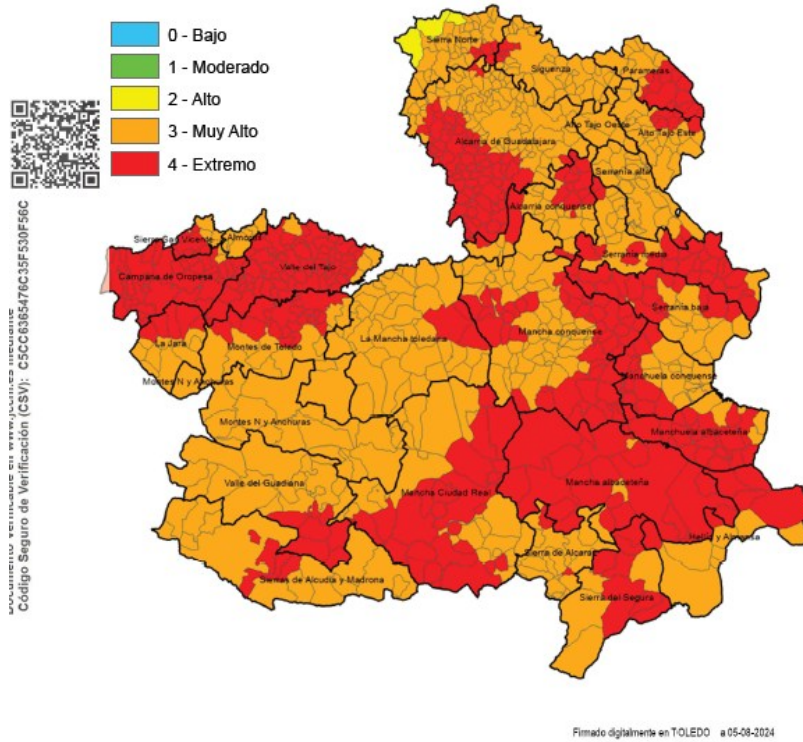 0 - Bajo
1 - Moderado
2 - Alto
3 - Muy Alto
4 - Extremo
Sierra Norte
Siguenza
Parameras
Alcarria de Guadalajara
Alto Tajo Oeste
Alto Tajo Este
Serranía alta
Alcarria conquense
Sierra San Vicente
Almorox
Campana de Oropesa
Valle del Tajo
Serranía media
Serranía baja
La Jara
Montes de Toledo
La Mancha toledana
Mancha conquense
Manchuela conquense
Montes N y Anchuras
Montes N y Anchuras
Manchuela albaceteña
Valle del Guadiana
Mancha Ciudad Real
Mancha albaceteña
Hellín y Almansa
Sierra de Alcaraz
Sierras de Alcudia y Madrona
Sierra del Segura
Código Seguro de Verificación (CSV): C5CC6365476C35F530F56C
Firmado digitalmente en TOLEDO a 05-08-2024